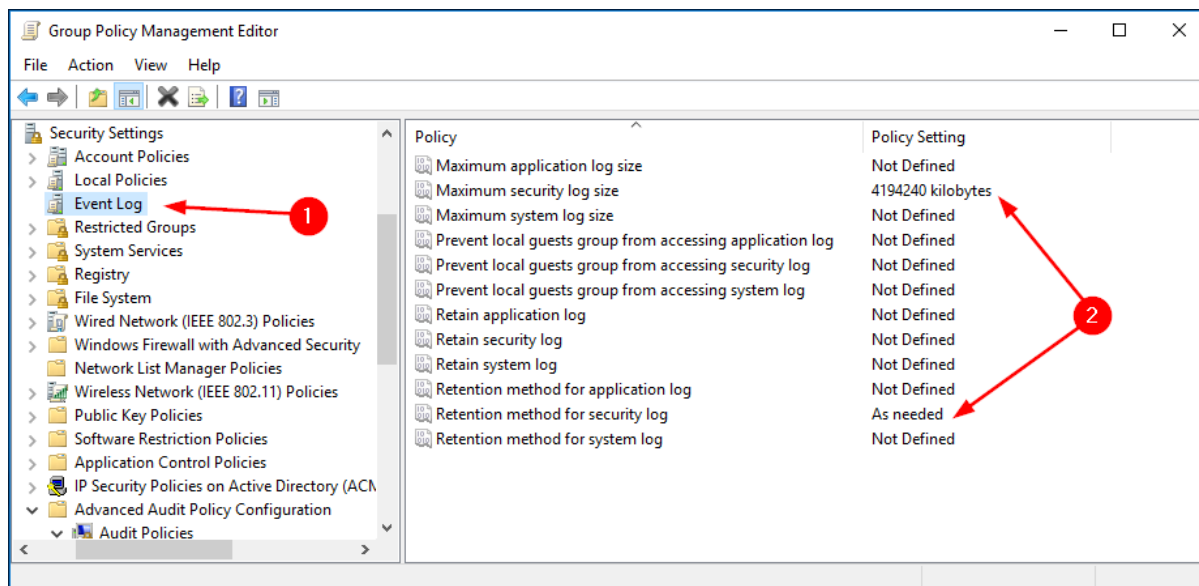 Group Policy Management Editor
File Action View Help
Security Settings
Account Policies
Local Policies
Event Log
Restricted Groups
System Services
Registry
File System
Wired Network (IEEE 802.3) Policies
Windows Firewall with Advanced Security
Network List Manager Policies
Wireless Network (IEEE 802.11) Policies
Public Key Policies
Software Restriction Policies
Application Control Policies
IP Security Policies on Active Directory (ACM
Advanced Audit Policy Configuration
Audit Policies
1
Policy Policy Setting
Maximum application log size Not Defined
Maximum security log size 4194240 kilobytes
Maximum system log size Not Defined
Prevent local guests group from accessing application log Not Defined
Prevent local guests group from accessing security log Not Defined
Prevent local guests group from accessing system log Not Defined
Retain application log Not Defined
Retain security log Not Defined
Retain system log Not Defined
Retention method for application log Not Defined
Retention method for security log As needed
Retention method for system log Not Defined
2